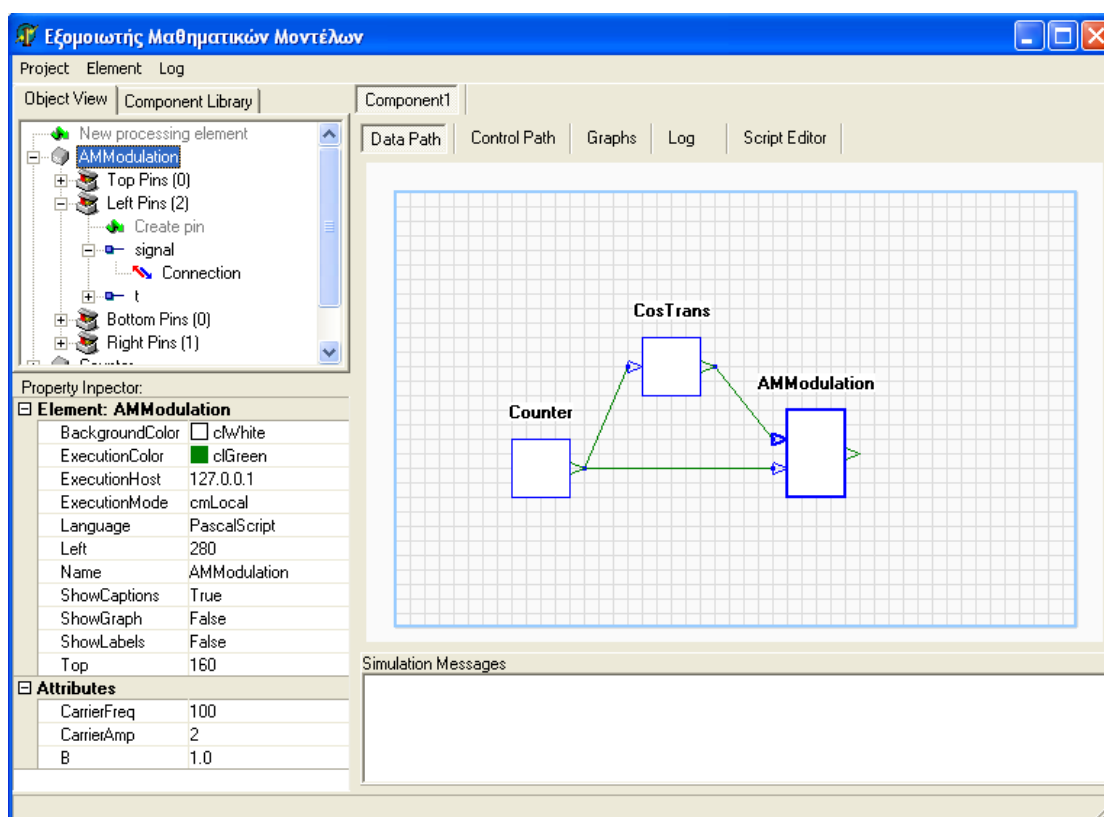 Εξομοιωτής Μαθηματικών Μοντέλων
Project Element Log
Object View Component Library
New processing element
AMModulation
Top Pins (0)
Left Pins (2)
Create pin
signal
Connection
t
Bottom Pins (0)
Right Pins (1)
Counter
Property Inpector:
Element: AMModulation
BackgroundColor clWhite
ExecutionColor clGreen
ExecutionHost 127.0.0.1
ExecutionMode cmLocal
Language PascalScript
Left 280
Name AMModulation
ShowCaptions True
ShowGraph False
ShowLabels False
Top 160
Attributes
CarrierFreq 100
CarrierAmp 2
B 1.0
Component1
Data Path Control Path Graphs Log Script Editor
CosTrans
AMModulation
Counter
Simulation Messages